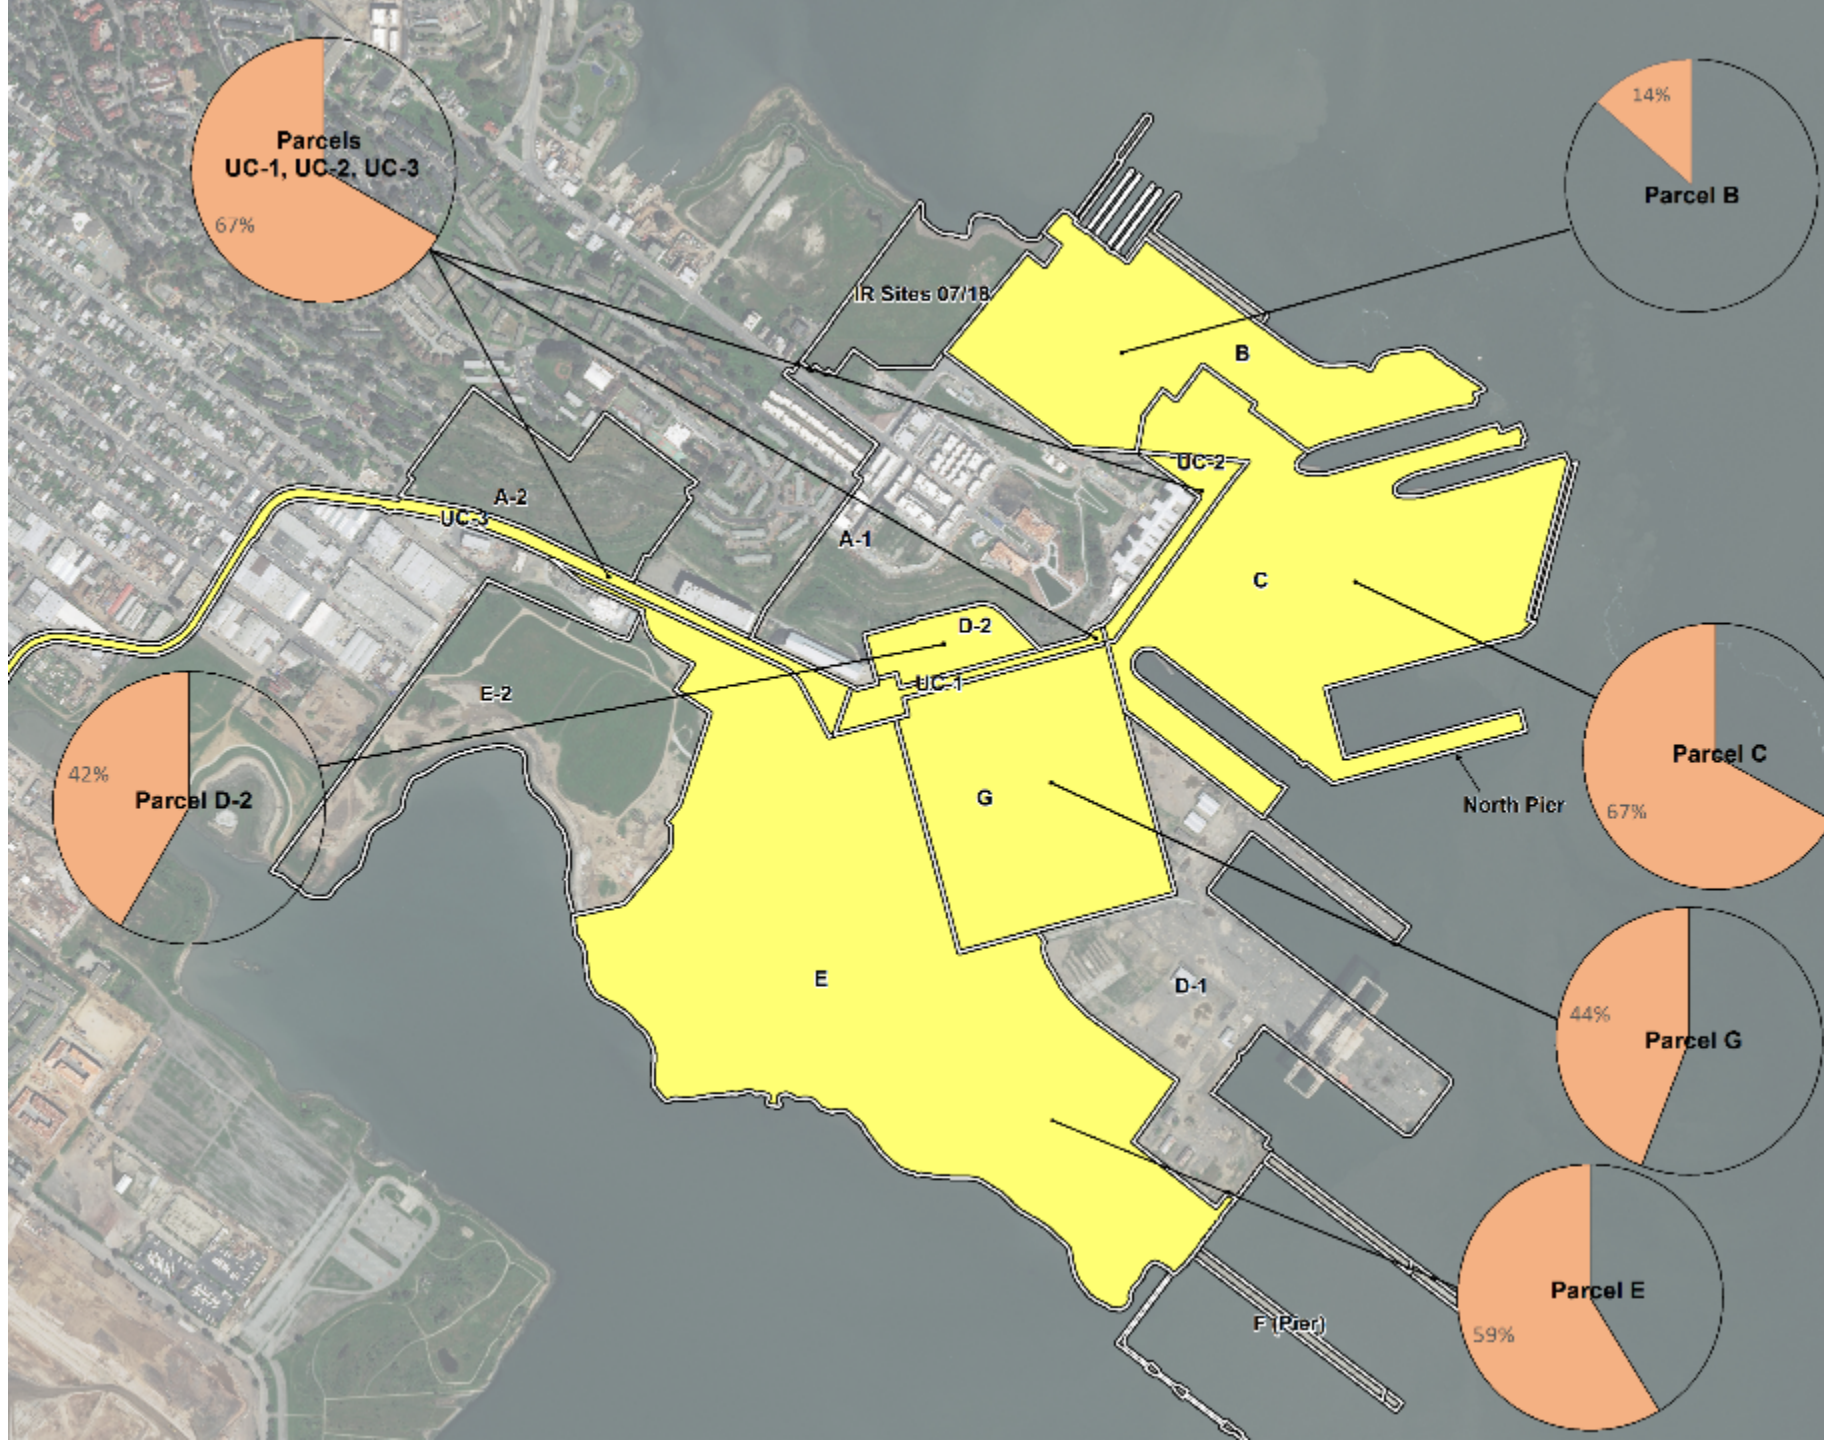 Parcels
UC-1, UC-2, UC-3
67%
14%
Parcel B
IR Sites 07/18
B
UC-2
A-2
UC-3
A-1
C
D-2
UC-1
E-2
42%
Parcel D-2
G
North Pier
Parcel C
67%
E
D-1
44%
Parcel G
Parcel E
59%
F (Pier)